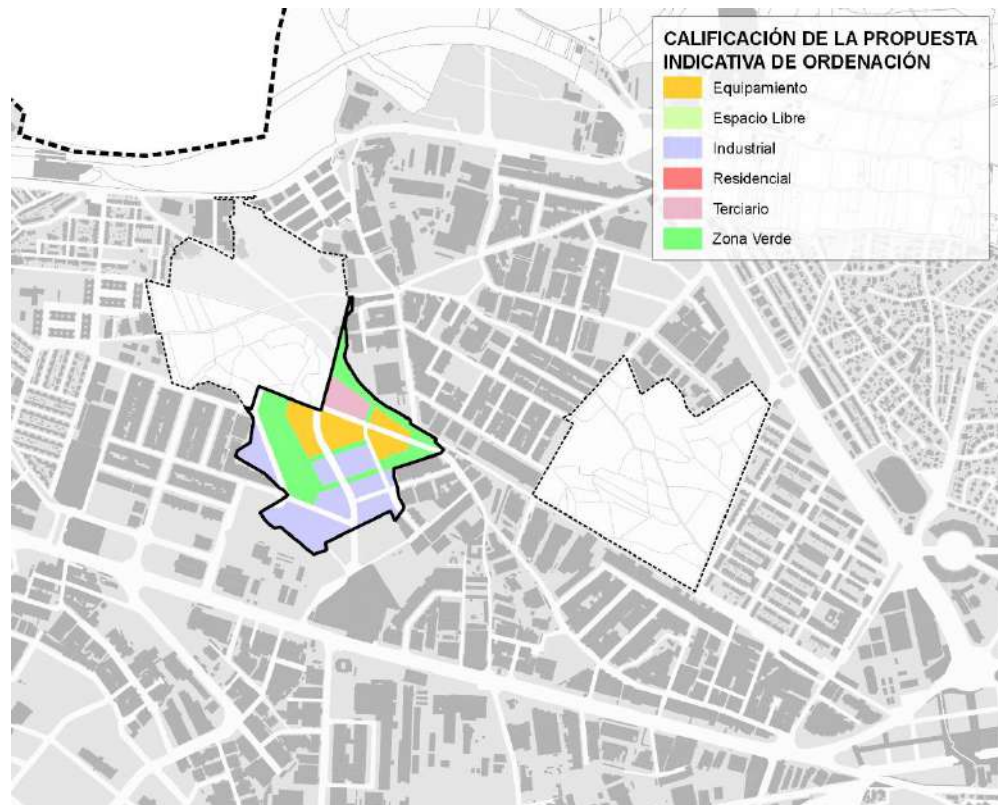 CALIFICACIÓN DE LA PROPUESTA
INDICATIVA DE ORDENACIÓN
Equipamiento
Espacio Libre
Industrial
Residencial
Terciario
Zona Verde